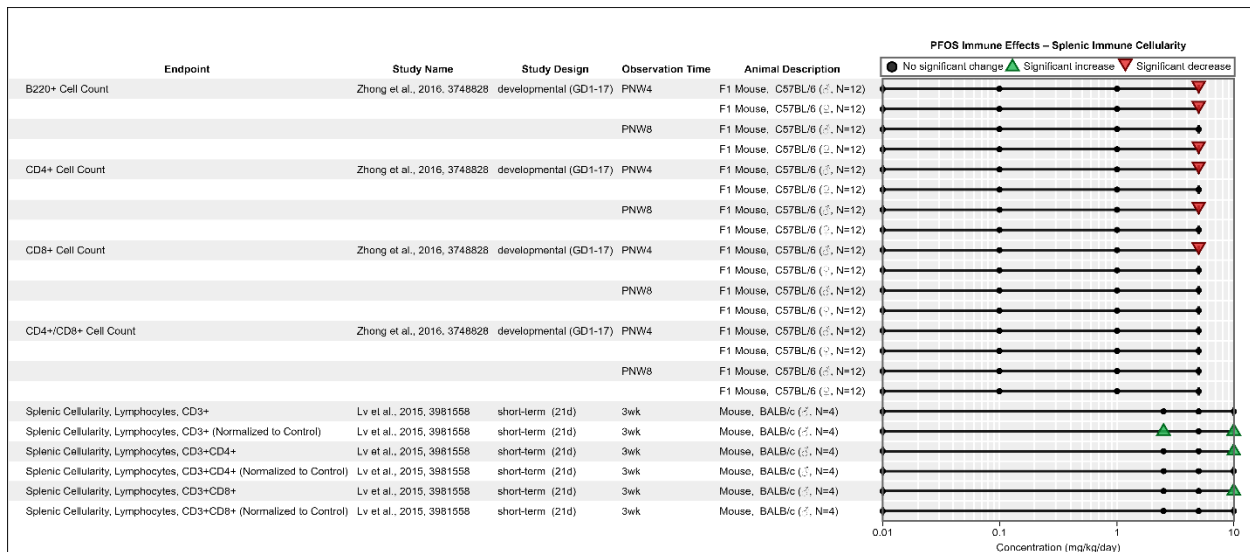 PFOS Immune Effects – Splenic Immune Cellularity
Endpoint Study Name Study Design Observation Time Animal Description
No significant change Significant increase Significant decrease
B220+ Cell Count Zhong et al., 2016, 3748828 developmental (GD1-17) PNW4 F1 Mouse, C57BL/6 (♂, N=12)
F1 Mouse, C57BL/6 (♀, N=12)
PNW8 F1 Mouse, C57BL/6 (♂, N=12)
F1 Mouse, C57BL/6 (♀, N=12)
CD4+ Cell Count Zhong et al., 2016, 3748828 developmental (GD1-17) PNW4 F1 Mouse, C57BL/6 (♂, N=12)
F1 Mouse, C57BL/6 (♀, N=12)
PNW8 F1 Mouse, C57BL/6 (♂, N=12)
F1 Mouse, C57BL/6 (♀, N=12)
CD8+ Cell Count Zhong et al., 2016, 3748828 developmental (GD1-17) PNW4 F1 Mouse, C57BL/6 (♂, N=12)
F1 Mouse, C57BL/6 (♀, N=12)
PNW8 F1 Mouse, C57BL/6 (♂, N=12)
F1 Mouse, C57BL/6 (♀, N=12)
CD4+/CD8+ Cell Count Zhong et al., 2016, 3748828 developmental (GD1-17) PNW4 F1 Mouse, C57BL/6 (♂, N=12)
F1 Mouse, C57BL/6 (♀, N=12)
PNW8 F1 Mouse, C57BL/6 (♂, N=12)
F1 Mouse, C57BL/6 (♀, N=12)
Splenic Cellularity, Lymphocytes, CD3+ Lv et al., 2015, 3981558 short-term (21d) 3wk Mouse, BALB/c (♂, N=4)
Splenic Cellularity, Lymphocytes, CD3+ (Normalized to Control) Lv et al., 2015, 3981558 short-term (21d) 3wk Mouse, BALB/c (♂, N=4)
Splenic Cellularity, Lymphocytes, CD3+CD4+ Lv et al., 2015, 3981558 short-term (21d) 3wk Mouse, BALB/c (♂, N=4)
Splenic Cellularity, Lymphocytes, CD3+CD4+ (Normalized to Control) Lv et al., 2015, 3981558 short-term (21d) 3wk Mouse, BALB/c (♂, N=4)
Splenic Cellularity, Lymphocytes, CD3+CD8+ Lv et al., 2015, 3981558 short-term (21d) 3wk Mouse, BALB/c (♂, N=4)
Splenic Cellularity, Lymphocytes, CD3+CD8+ (Normalized to Control) Lv et al., 2015, 3981558 short-term (21d) 3wk Mouse, BALB/c (♂, N=4)
0.01 0.1 1 10
Concentration (mg/kg/day)